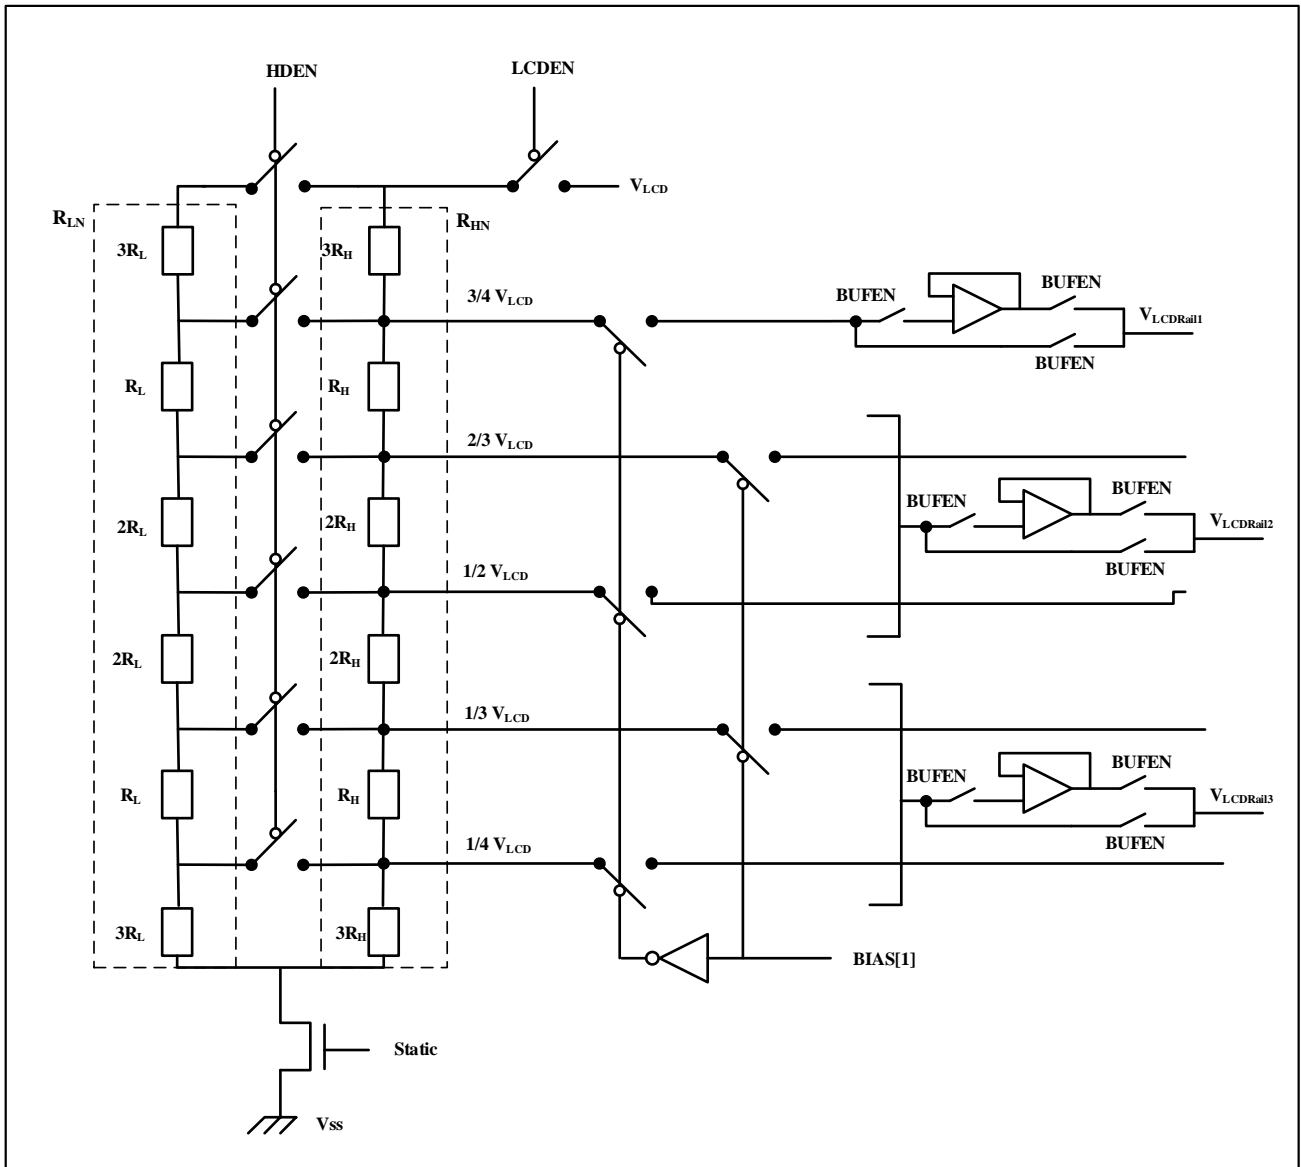 HDEN
LCDEN
VLCD
RLN
RHN
3RL
3RH
3/4 VLCD
BUFEN
BUFEN
VLCDRail1
BUFEN
RL
RH
2/3 VLCD
2RL
2RH
BUFEN
BUFEN
VLCDRail2
BUFEN
1/2 VLCD
2RL
2RH
1/3 VLCD
RL
RH
BUFEN
BUFEN
VLCDRail3
BUFEN
1/4 VLCD
3RL
3RH
BIAS[1]
Static
Vss